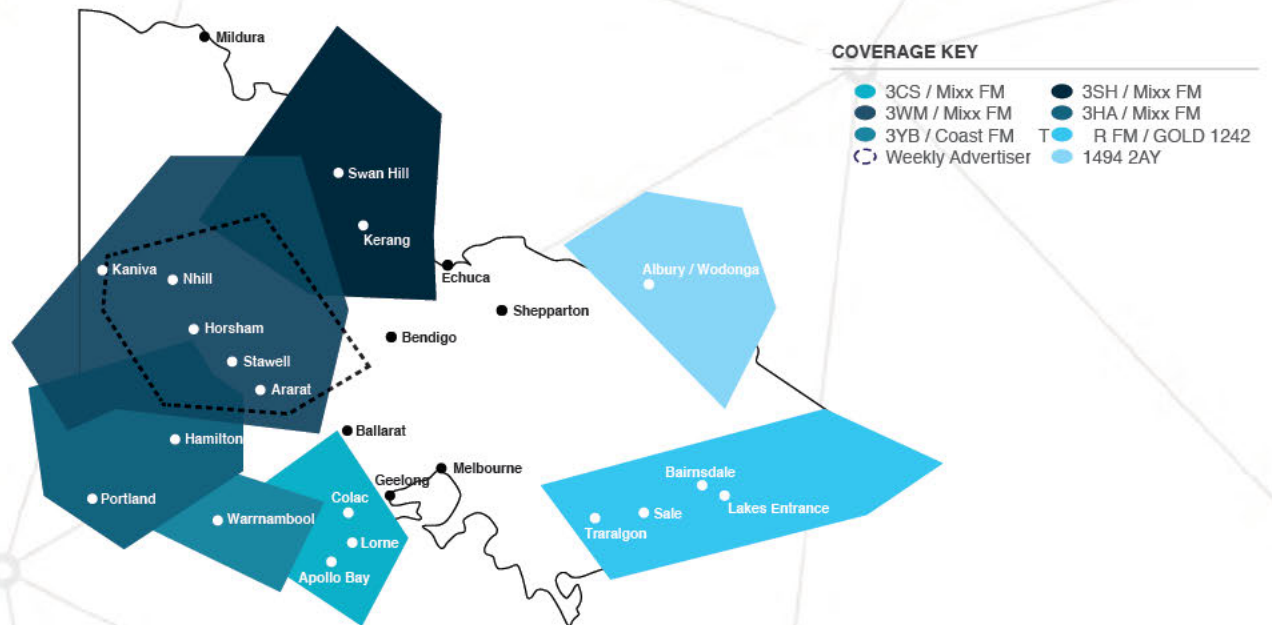 Mildura
COVERAGE KEY
3CS / Mixx FM
3SH / Mixx FM
3WM / Mixx FM
3HA / Mixx FM
3YB / Coast FM
T R FM / GOLD 1242
Weekly Advertiser
1494 2AY
Swan Hill
Kerang
Kaniva
Nhill
Echuca
Albury / Wodonga
Shepparton
Horsham
Bendigo
Stawell
Ararat
Ballarat
Hamilton
Melbourne
Geelong
Bairnsdale
Portland
Colac
Lakes Entrance
Warrnambool
Sale
Traralgon
Lorne
Apollo Bay